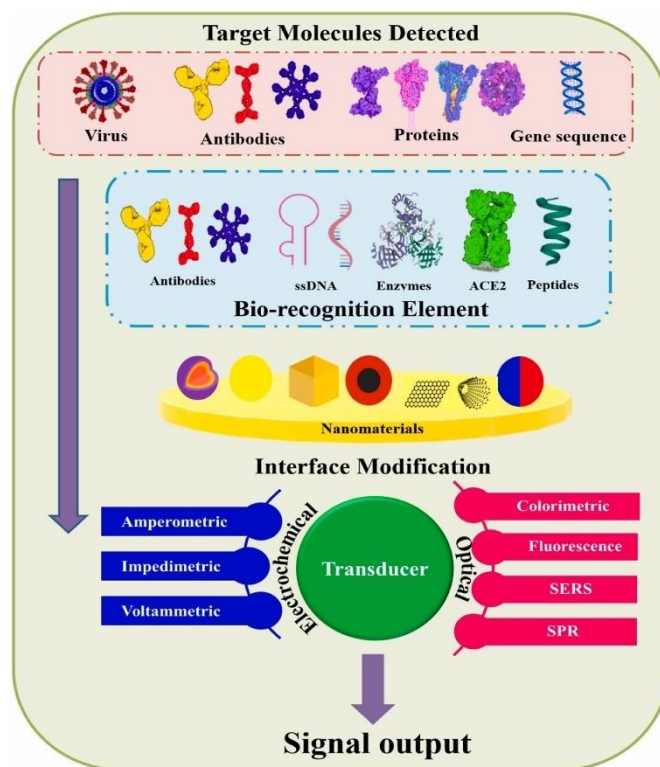 Target Molecules Detected
Virus
Antibodies
Proteins
Gene sequence
Antibodies
ssDNA
Enzymes
ACE2
Peptides
Bio-recognition Element
Nanomaterials
Interface Modification
Amperometric
Impedimetric
Voltammetric
Electrochemical
Transducer
Optical
Colorimetric
Fluorescence
SERS
SPR
Signal output